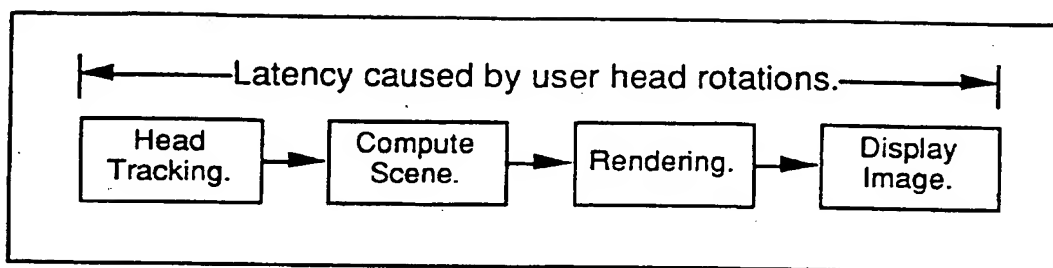 Latency caused by user head rotations.
Head
Tracking.
Compute
Scene.
Rendering.
Display
Image.